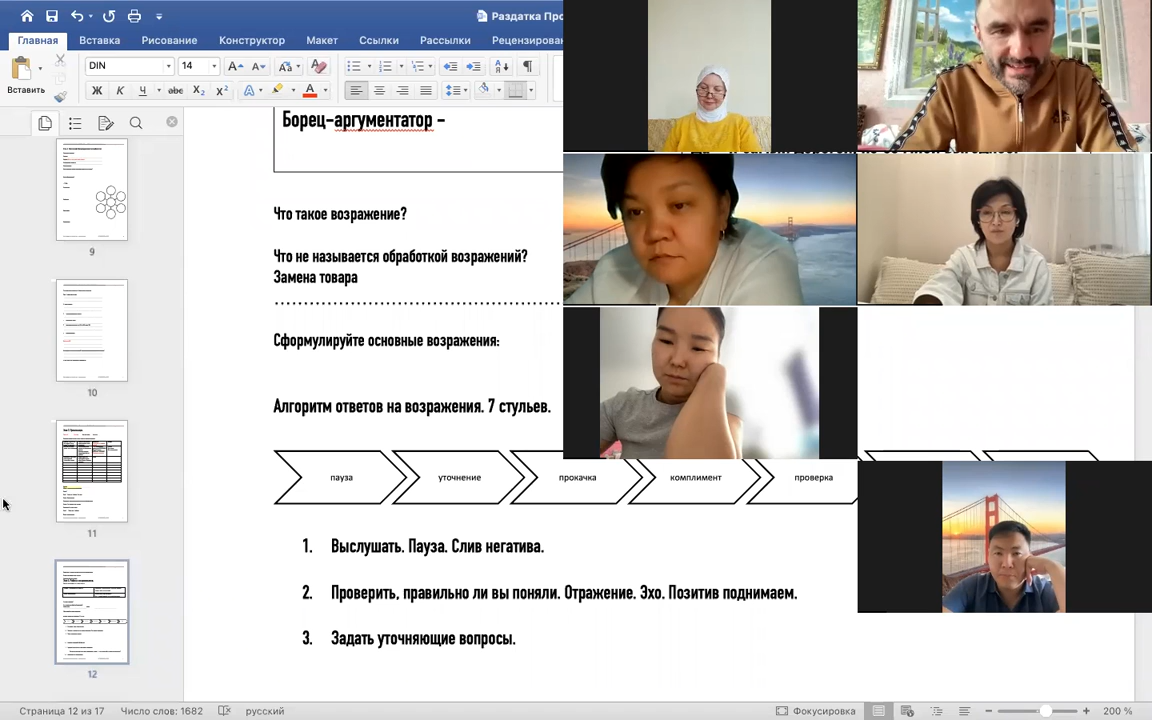 Раздатка Про
Главная Вставка Рисование Конструктор Макет Ссылки Рассылки Рецензирован
Вставить
DIN 14
Борец-аргументатор -
Что такое возражение?
Что не называется обработкой возражений?
Замена товара
Сформулируйте основные возражения:
Алгоритм ответов на возражения. 7 стульев.
пауза уточнение прокачка комплимент проверка
1. Выслушать. Пауза. Слив негатива.
2. Проверить, правильно ли вы поняли. Отражение. Эхо. Позитив поднимаем.
3. Задать уточняющие вопросы.
9
10
11
12
Страница 12 из 17 Число слов: 1682 русский Фокусировка 200 %